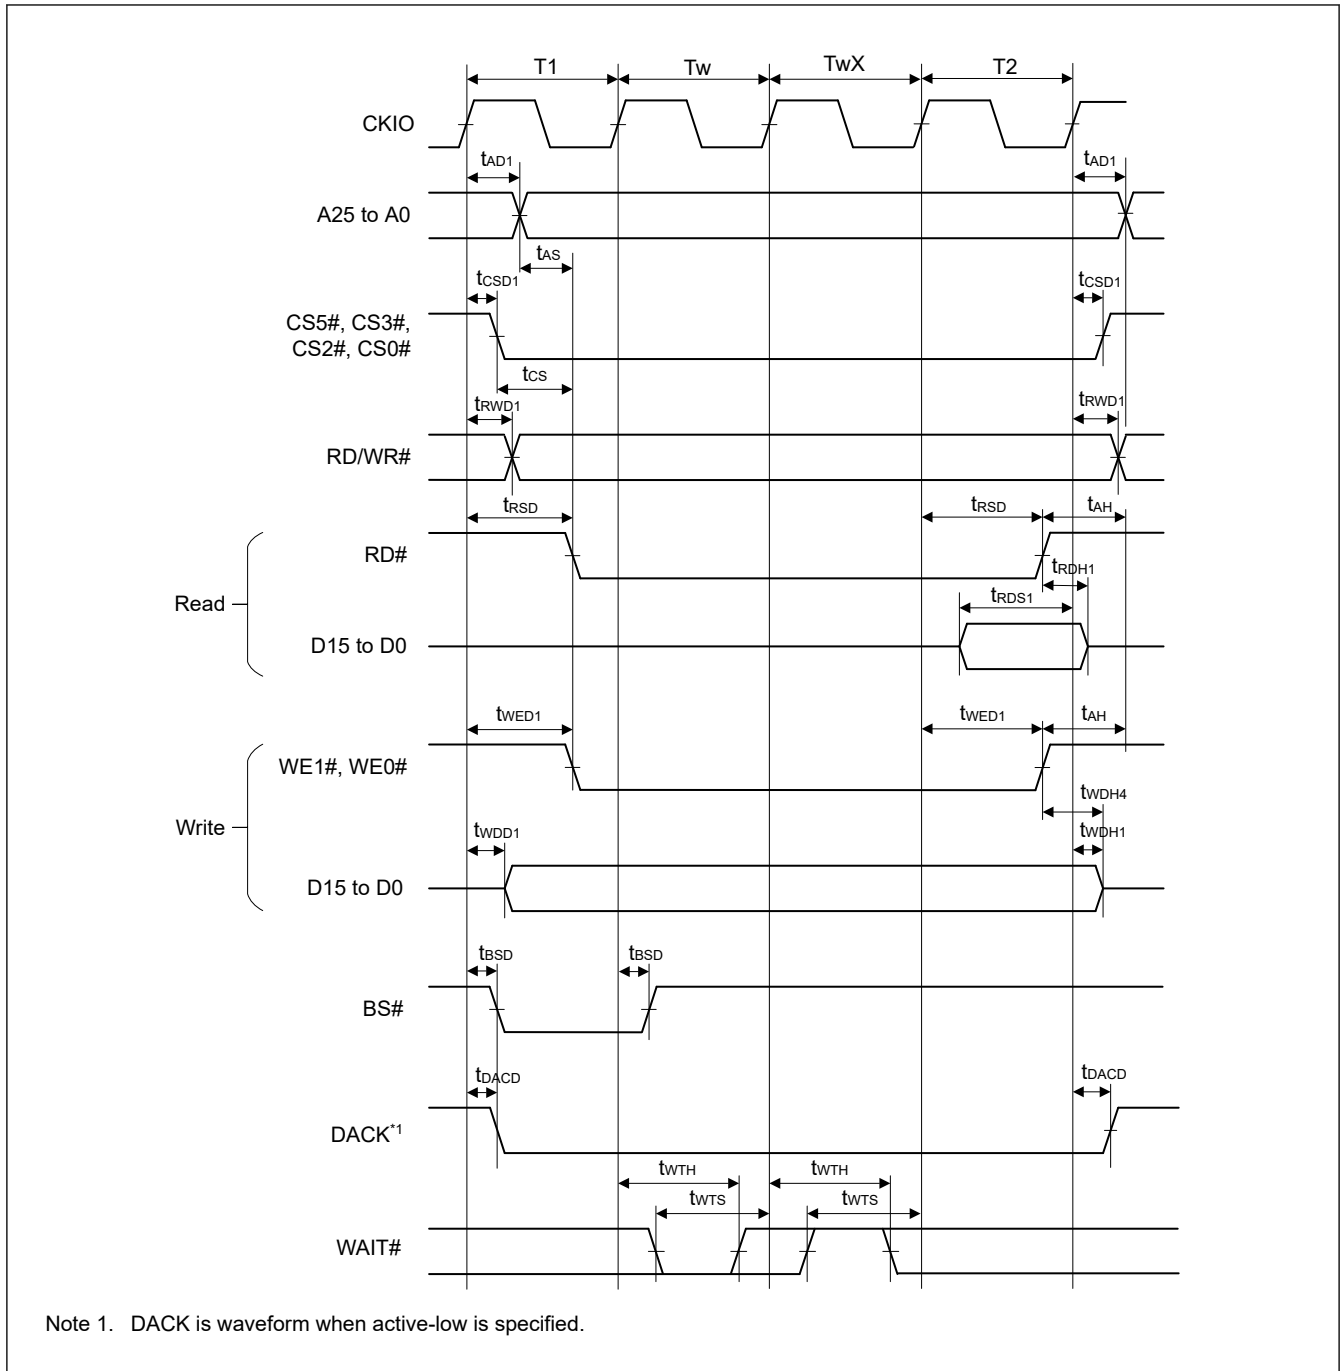 T1 Tw TwX T2
CKIO
tAD1 tAD1
A25 to A0
tAS
tCSD1 tCSD1
CS5#, CS3#,
CS2#, CS0#
tCS
tRWD1 tRWD1
RD/WR#
tRSD tRSD tAH
RD#
tRDH1
Read
tRDS1
D15 to D0
tWED1 tWED1 tAH
WE1#, WE0#
tWDH4
Write
tWDD1 tWDH1
D15 to D0
tBSD tBSD
BS#
tDACD tDACD
DACK*1
tWTH tWTH
tWTS tWTS
WAIT#
Note 1. DACK is waveform when active-low is specified.